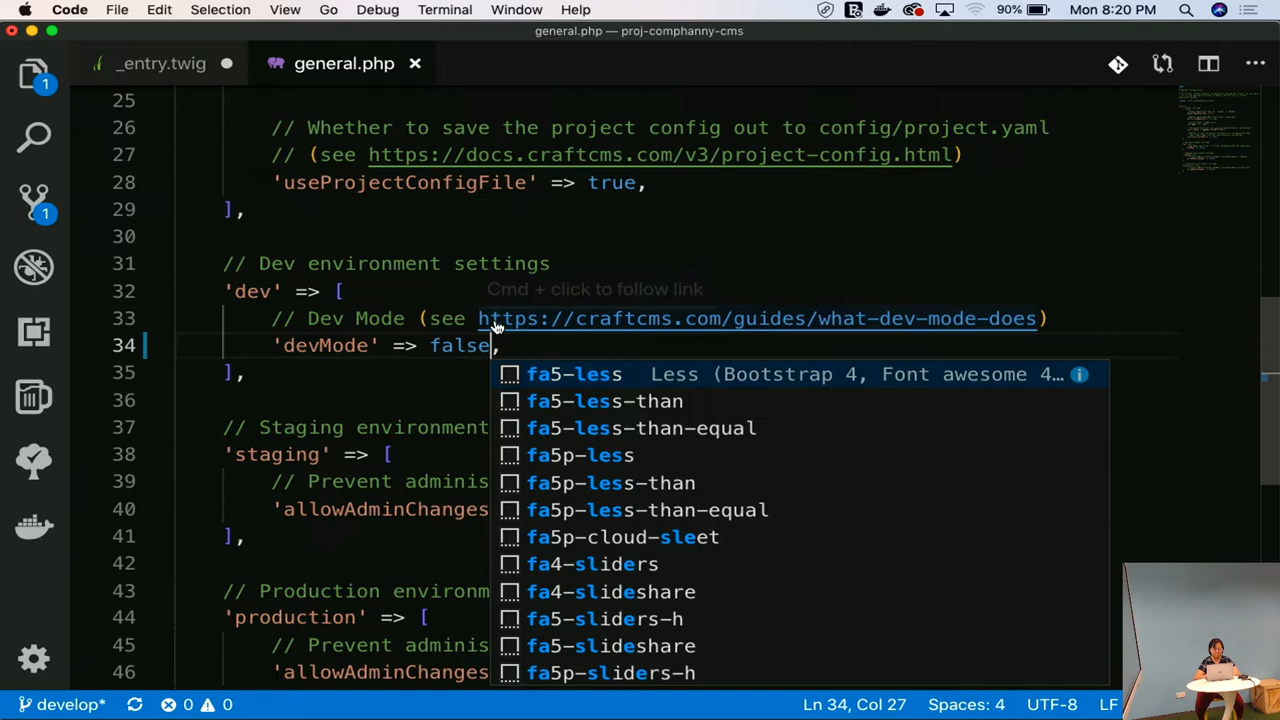 Code File Edit Selection View Go Debug Terminal Window Help 90% Mon 8:20 PM
general.php — proj-comphanny-cms
_entry.twig general.php
25
26 // Whether to save the project config out to config/project.yaml
27 // (see https://docs.craftcms.com/v3/project-config.html)
28 'useProjectConfigFile' => true,
29 ],
30
31 // Dev environment settings
Cmd + click to follow link
32 'dev' => [
33 // Dev Mode (see https://craftcms.com/guides/what-dev-mode-does)
34 'devMode' => false,
35 ],
fa5-less Less (Bootstrap 4, Font awesome 4…
36
fa5-less-than
37 // Staging environment
fa5-less-than-equal
38 'staging' => [
fa5p-less
39 // Prevent adminis
fa5p-less-than
40 'allowAdminChanges
fa5p-less-than-equal
41 ],
fa5p-cloud-sleet
42
fa4-sliders
43 // Production environm
fa4-slideshare
44 'production' => [
fa5-sliders-h
45 // Prevent adminis
fa5-slideshare
46 'allowAdminChanges
fa5p-sliders-h
1
1
develop* 0 0 Ln 34, Col 27 Spaces: 4 UTF-8 LF